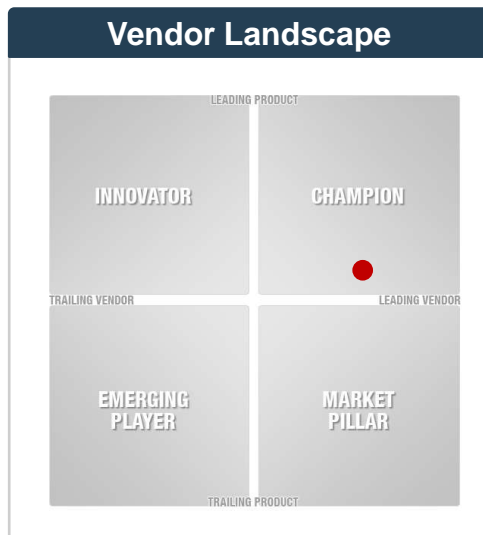 Vendor Landscape
LEADING PRODUCT
INNOVATOR
CHAMPION
TRAILING VENDOR
LEADING VENDOR
EMERGING
PLAYER
MARKET
PILLAR
TRAILING PRODUCT